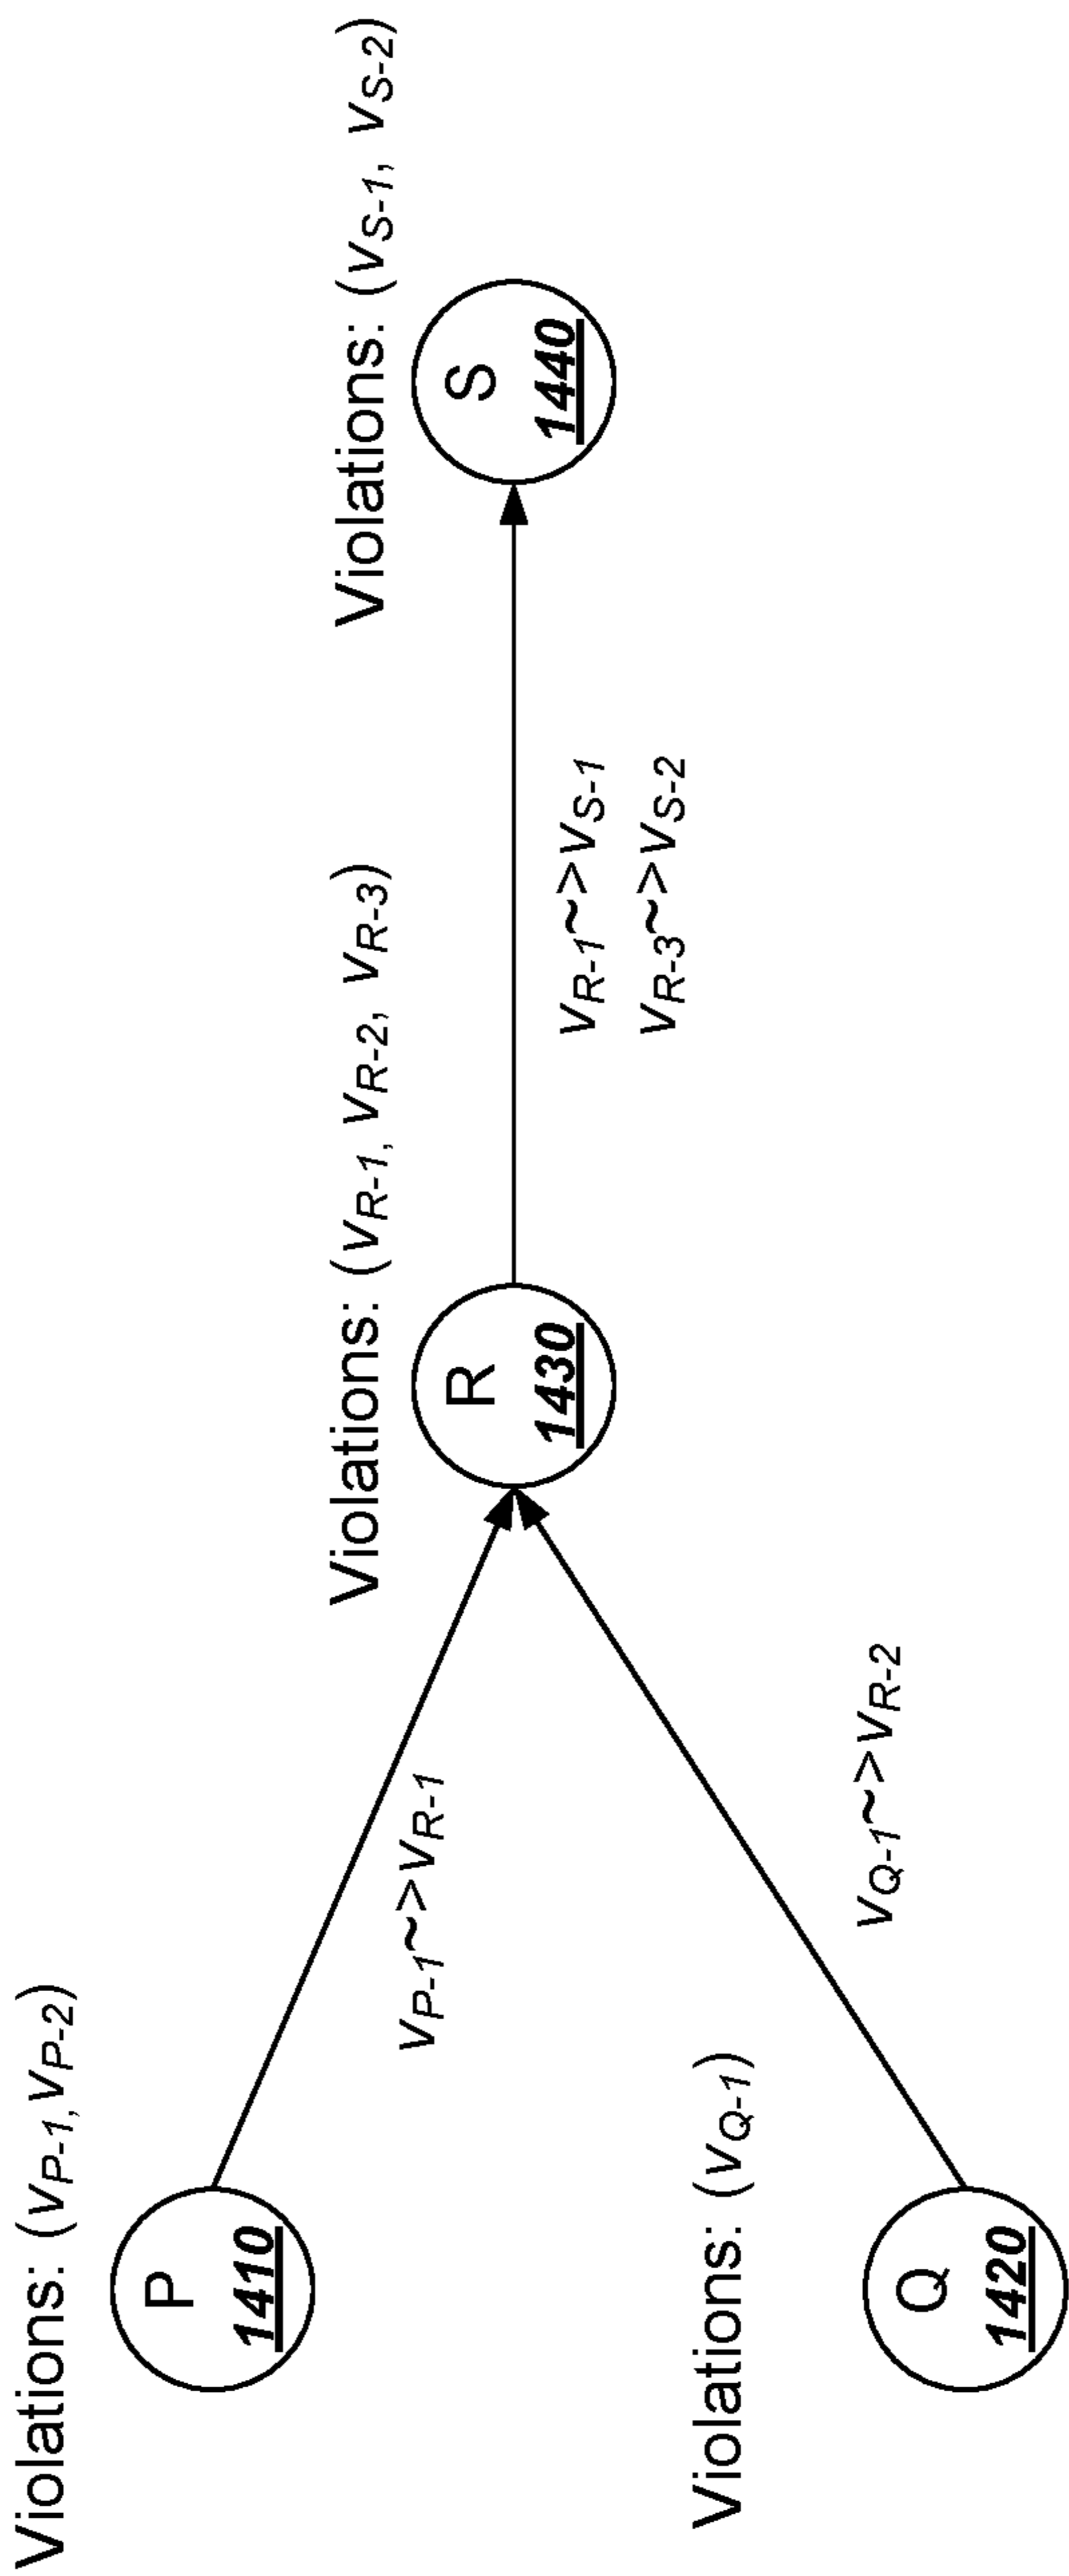 Violations: (vP-1, vP-2)
P
1410
vP-1~>vR-1
Violations: (vR-1, vR-2, vR-3)
R
1430
Violations: (vS-1, vS-2)
S
1440
vR-1~>vS-1
vR-3~>vS-2
Violations: (vQ-1)
Q
1420
vQ-1~>vR-2